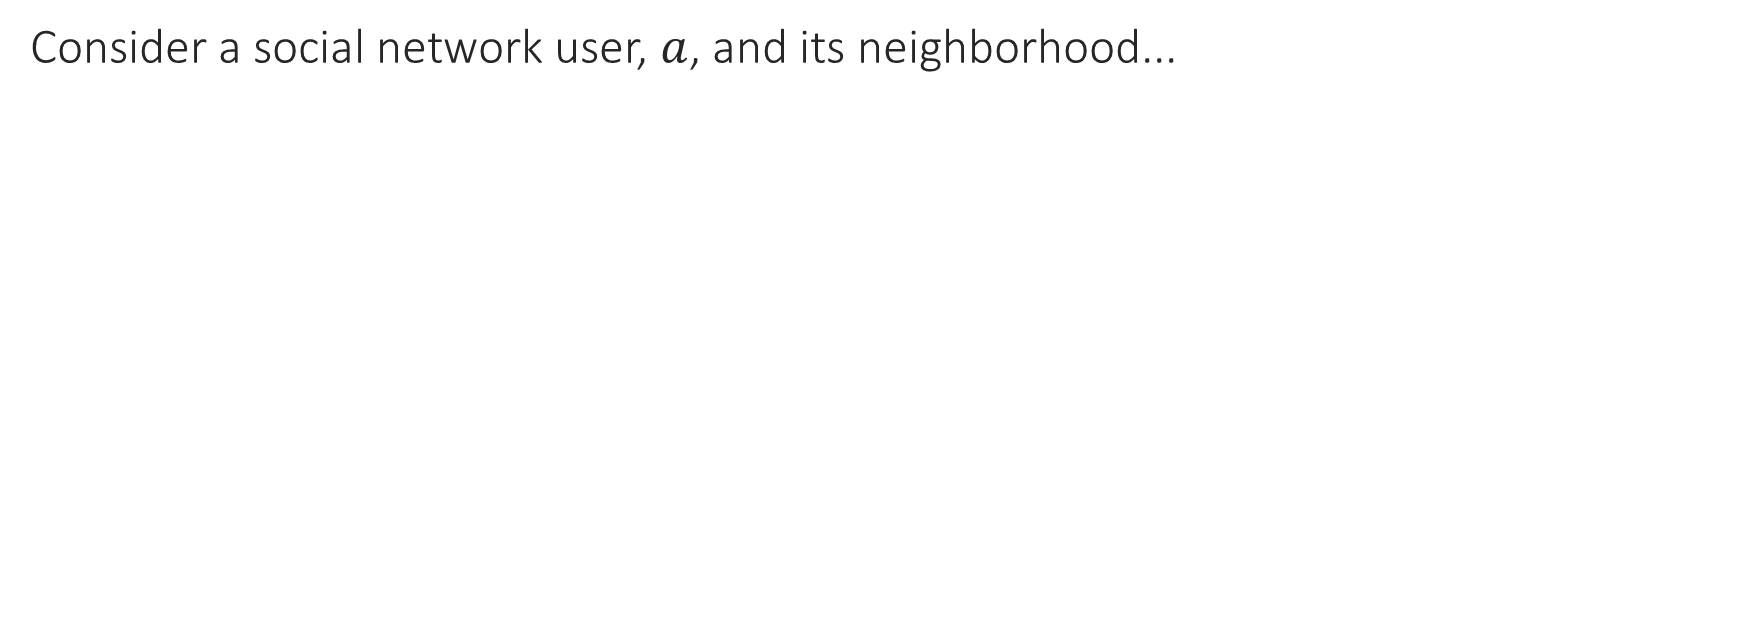 Consider a social network user, a, and its neighborhood...